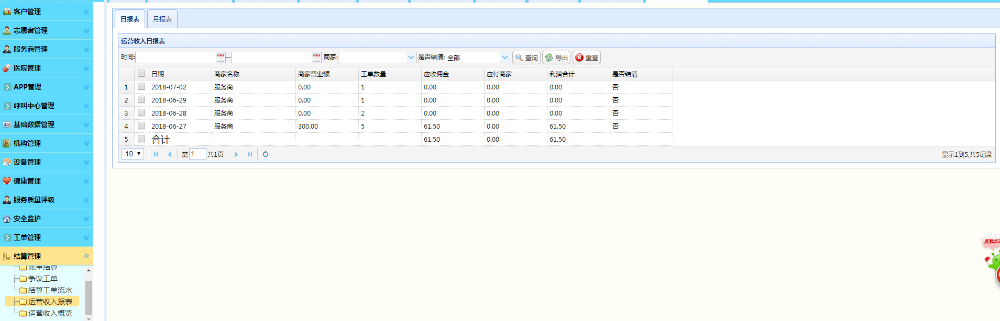 客户管理
志愿者管理
服务商管理
医院管理
APP管理
呼叫中心管理
基础数据管理
机构管理
设备管理
健康管理
服务质量评级
安全监护
工单管理
结算管理
账单结算
争议工单
结算工单流水
运营收入报表
运营收入概览
日报表 月报表
运营收入日报表
时间: -- 商家: 是否结清: 全部 查询 导出 重置
日期 商家名称 商家营业额 工单数量 应收佣金 应付商家 利润合计 是否结清
1 2018-07-02 服务商 0.00 1 0.00 0.00 0.00 否
2 2018-06-29 服务商 0.00 1 0.00 0.00 0.00 否
3 2018-06-28 服务商 0.00 2 0.00 0.00 0.00 否
4 2018-06-27 服务商 300.00 5 61.50 0.00 61.50 否
5 合计 61.50 0.00 61.50
10 第 1 共1页 显示1到5,共5记录
点我加